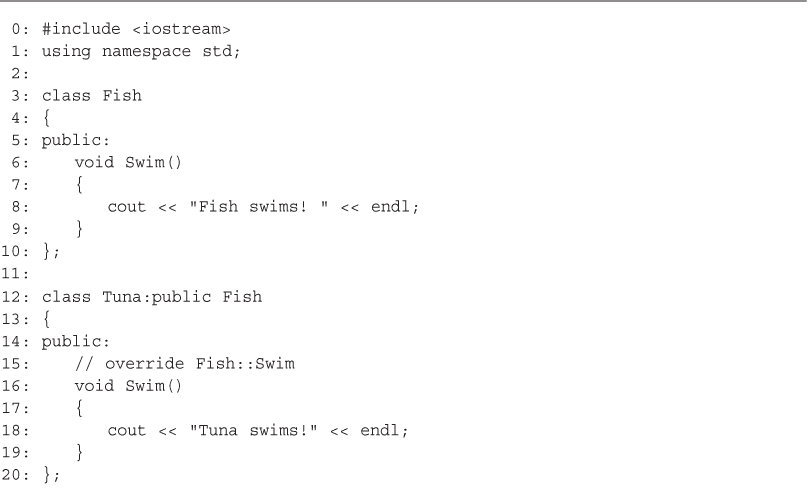 0: #include <iostream>
1: using namespace std;
2:
3: class Fish
4: {
5: public:
6:    void Swim()
7:    {
8:       cout << "Fish swims! " << endl;
9:    }
10: };
11:
12: class Tuna:public Fish
13: {
14: public:
15:    // override Fish::Swim
16:    void Swim()
17:    {
18:       cout << "Tuna swims!" << endl;
19:    }
20: };